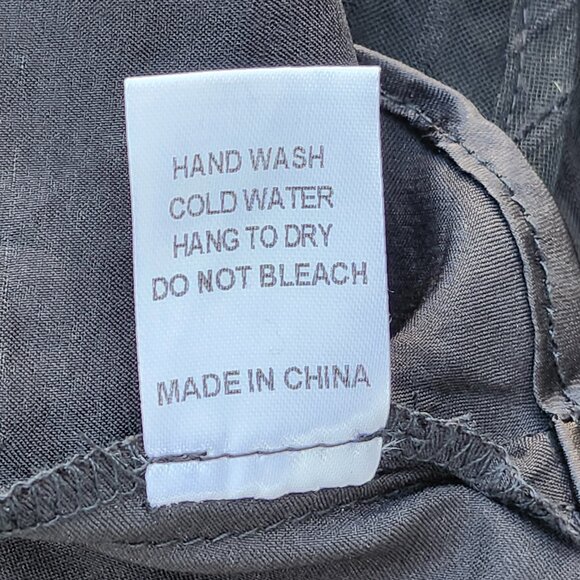 HAND WASH
COLD WATER
HANG TO DRY
DO NOT BLEACH
MADE IN CHINA